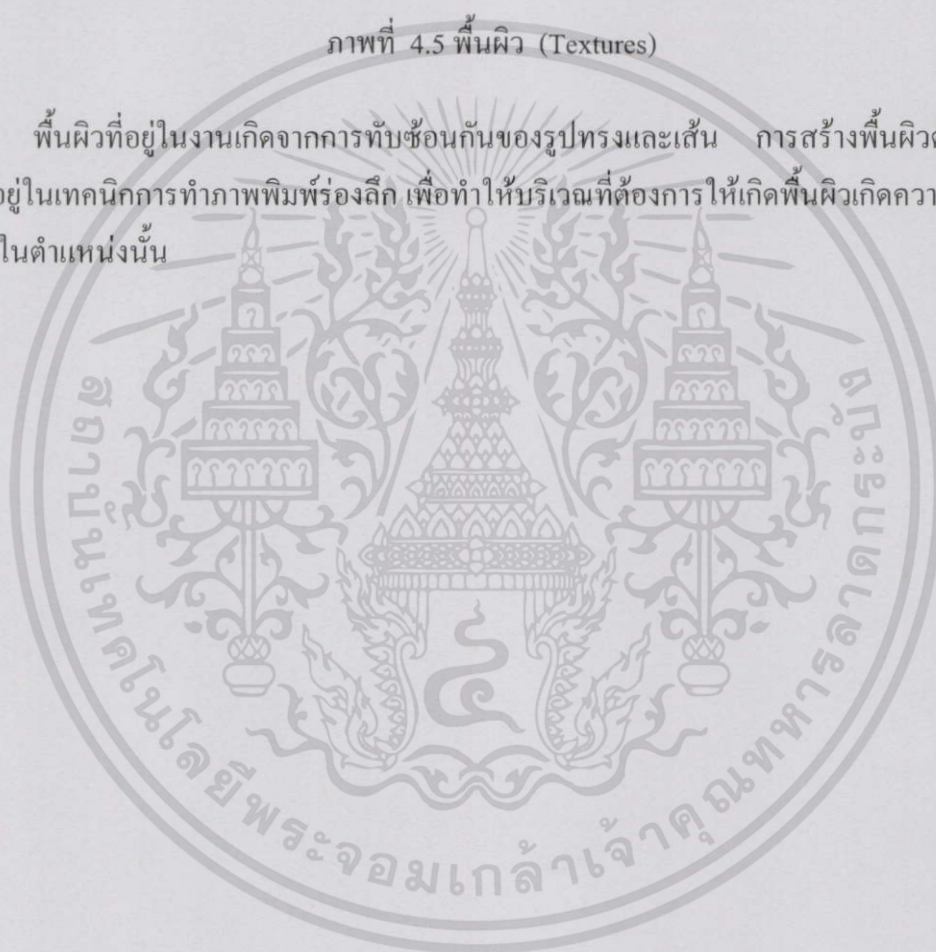 ภาพที่ 4.5 พื้นผิว (Textures)
พื้นผิวที่อยู่ในงานเกิดจากการทับซ้อนกันของรูปทรงและเส้น การสร้างพื้นผิว
อยู่ในเทคนิคการทำภาพพิมพ์ร่องลึก เพื่อทำให้บริเวณที่ต้องการให้เกิดพื้นผิวเกิด
ในตำแหน่งนั้น
สถาบันเทคโนโลยีพระจอมเกล้าเจ้าคุณทหารลาดกระบัง
๔